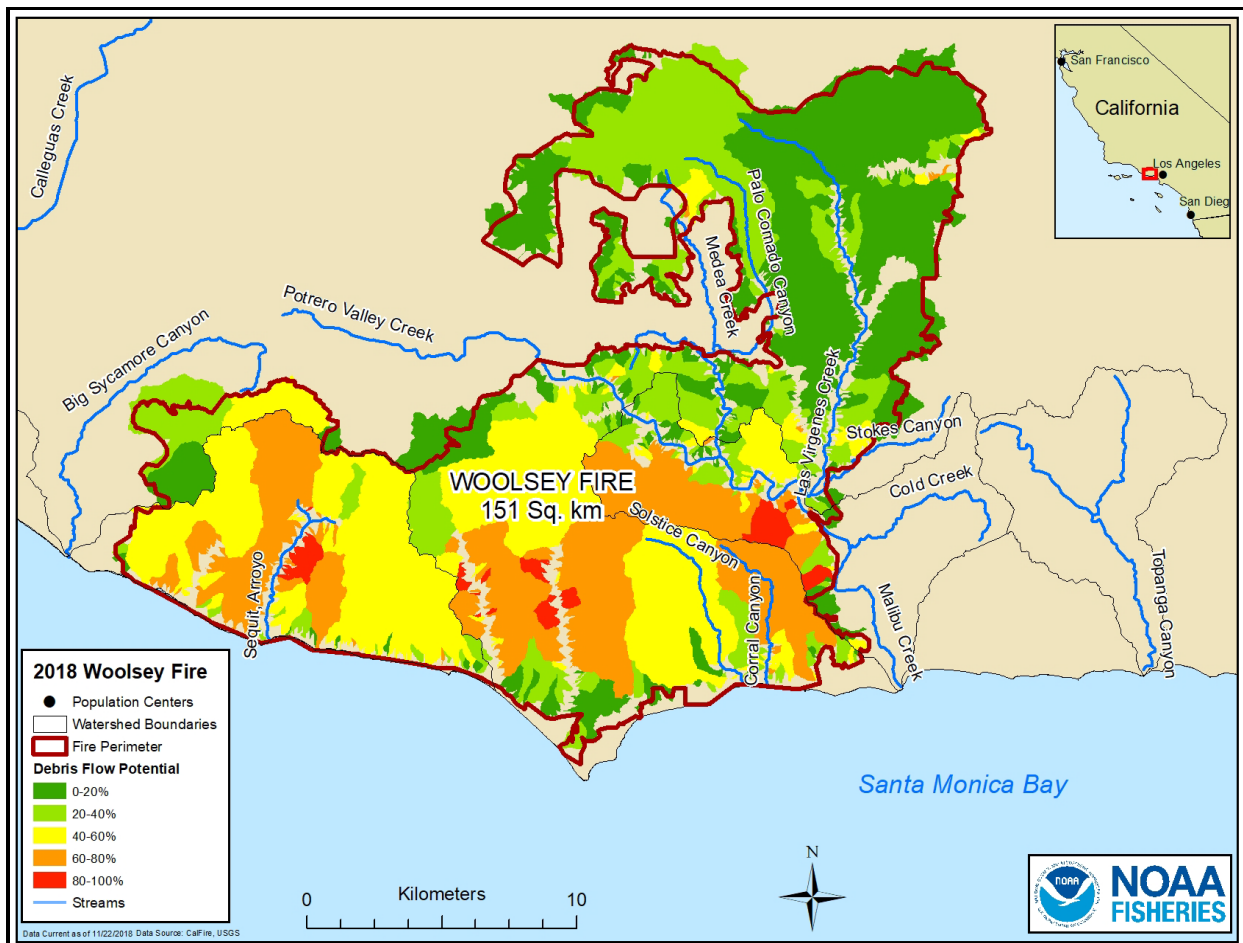 San Francisco
California
Los Angeles
San Dieg
Calleguas Creek
Palo Comado Canyon
Medea Creek
Potrero Valley Creek
Big Sycamore Canyon
Las Virgenes Creek
Stokes Canyon
WOOLSEY FIRE
151 Sq. km
Cold Creek
Solstice Canyon
Sequit, Arroyo
Corral Canyon
Malibu Creek
Topanga Canyon
Santa Monica Bay
2018 Woolsey Fire
Population Centers
Watershed Boundaries
Fire Perimeter
Debris Flow Potential
0-20%
20-40%
40-60%
60-80%
80-100%
Streams
Data Current as of 11/22/2018 Data Source: CalFire, USGS
0 Kilometers 10
N
NOAA
NOAA
FISHERIES